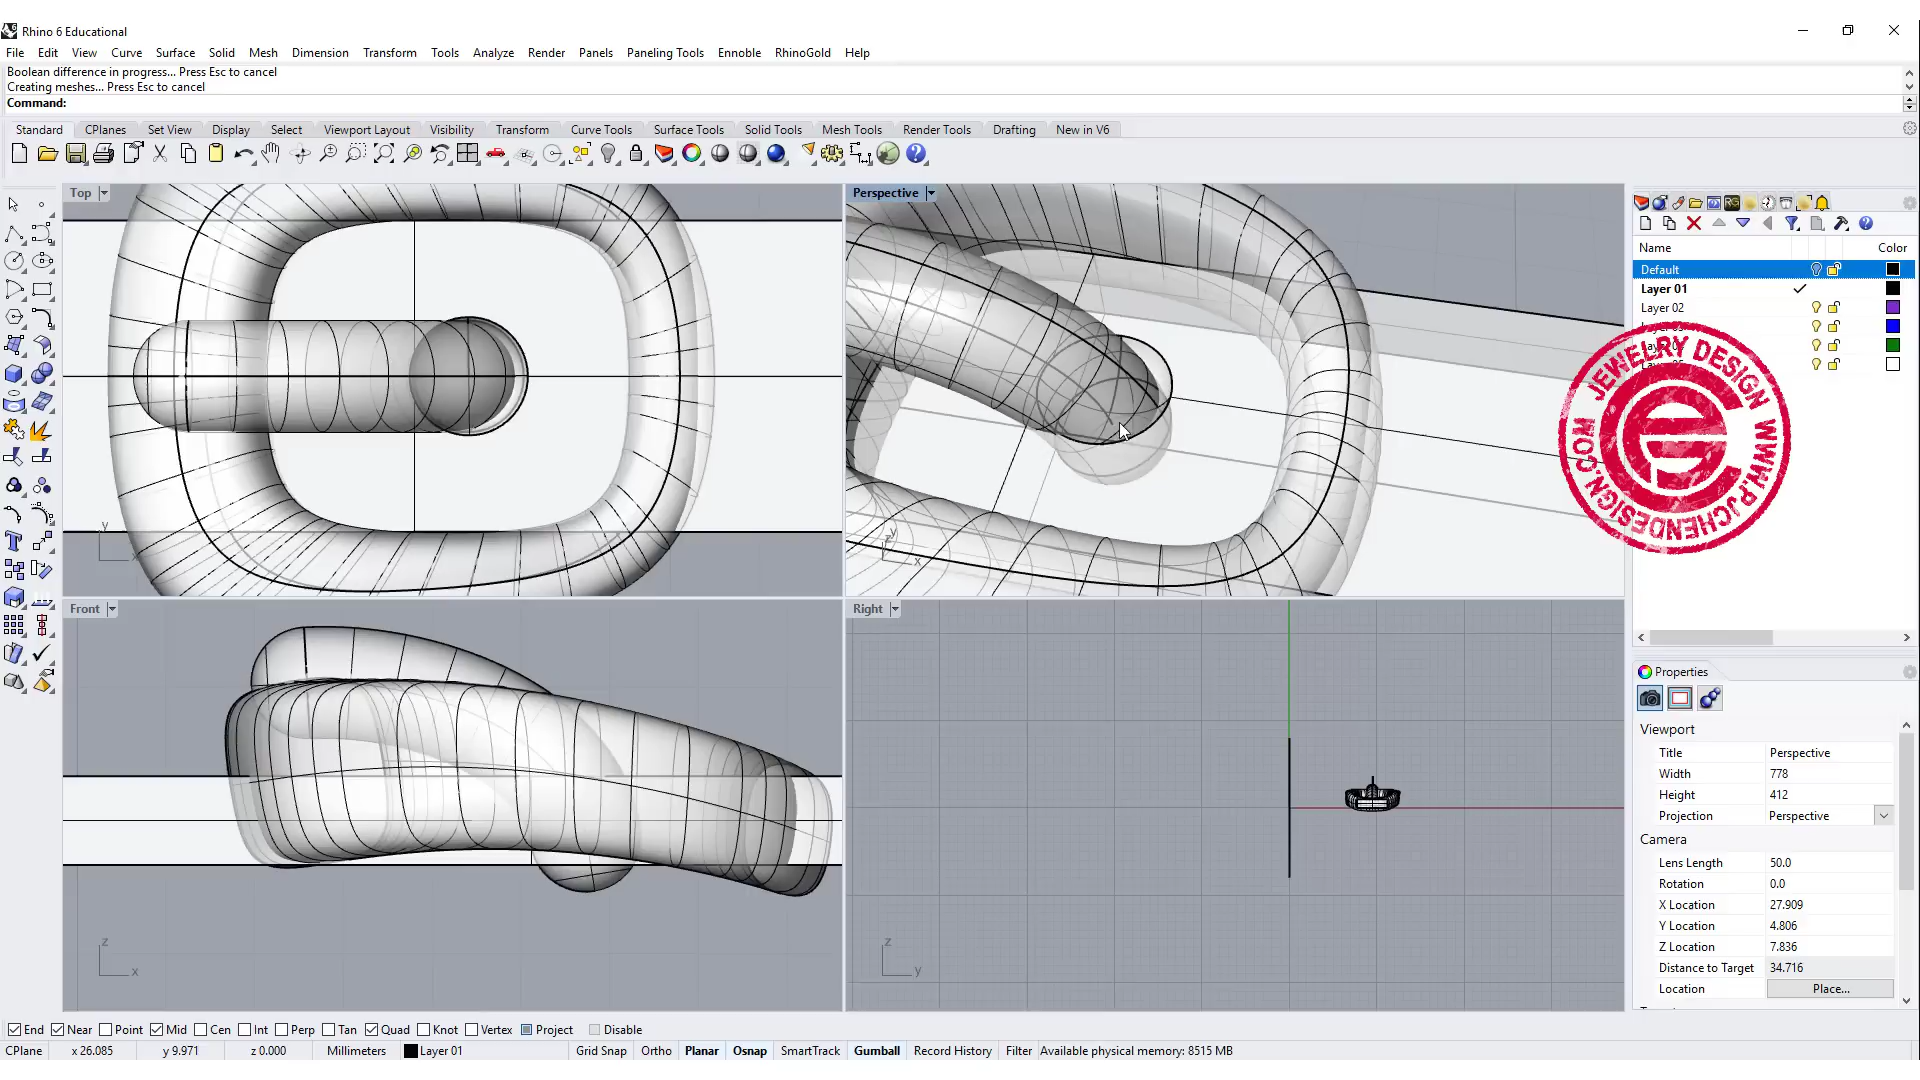 Rhino 6 Educational
File Edit View Curve Surface Solid Mesh Dimension Transform Tools Analyze Render Panels Paneling Tools Ennoble RhinoGold Help
Boolean difference in progress... Press Esc to cancel
Creating meshes... Press Esc to cancel
Command:
Standard CPlanes Set View Display Select Viewport Layout Visibility Transform Curve Tools Surface Tools Solid Tools Mesh Tools Render Tools Drafting New in V6
Top
Perspective
Name Color
Default
Layer 01
Layer 02
JEWELRY DESIGN WWW.PJCHENDESIGN.COM
y
x
z
y
x
Front
Right
Properties
Viewport
Title Perspective
Width 778
Height 412
Projection Perspective
Camera
Lens Length 50.0
Rotation 0.0
X Location 27.909
Y Location 4.806
Z Location 7.836
Distance to Target 34.716
Location Place...
z
x
z
y
End Near Point Mid Cen Int Perp Tan Quad Knot Vertex Project Disable
CPlane x 26.085 y 9.971 z 0.000 Millimeters Layer 01 Grid Snap Ortho Planar Osnap SmartTrack Gumball Record History Filter Available physical memory: 8515 MB